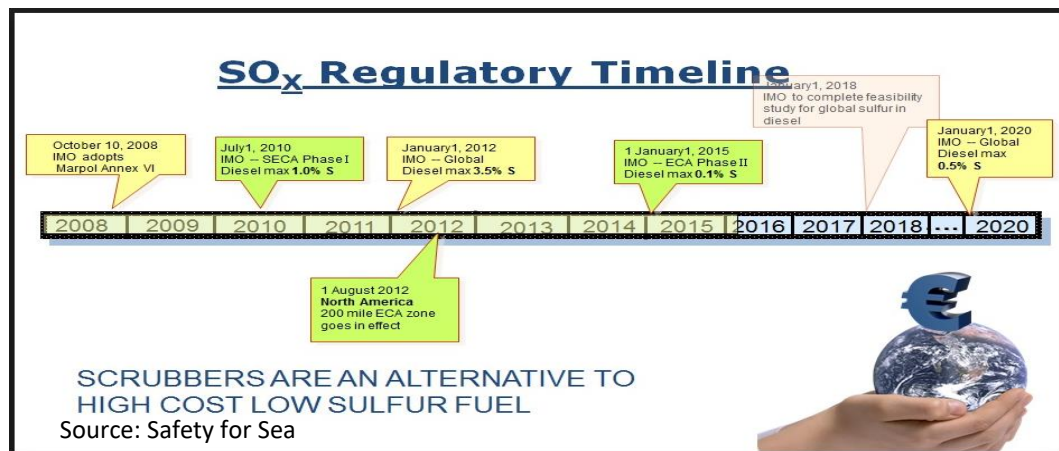 SOX Regulatory Timeline
January1, 2018
IMO to complete feasibility
study for global sulfur in
diesel
October 10, 2008
IMO adopts
Marpol Annex VI
July1, 2010
IMO -- SECA Phase I
Diesel max 1.0% S
January1, 2012
IMO -- Global
Diesel max 3.5% S
1 January1, 2015
IMO -- ECA Phase II
Diesel max 0.1% S
January1, 2020
IMO -- Global
Diesel max
0.5% S
2008 2009 2010 2011 2012 2013 2014 2015 2016 2017 2018 ... 2020
1 August 2012
North America
200 mile ECA zone
goes in effect
€
SCRUBBERS ARE AN ALTERNATIVE TO
HIGH COST LOW SULFUR FUEL
Source: Safety for Sea